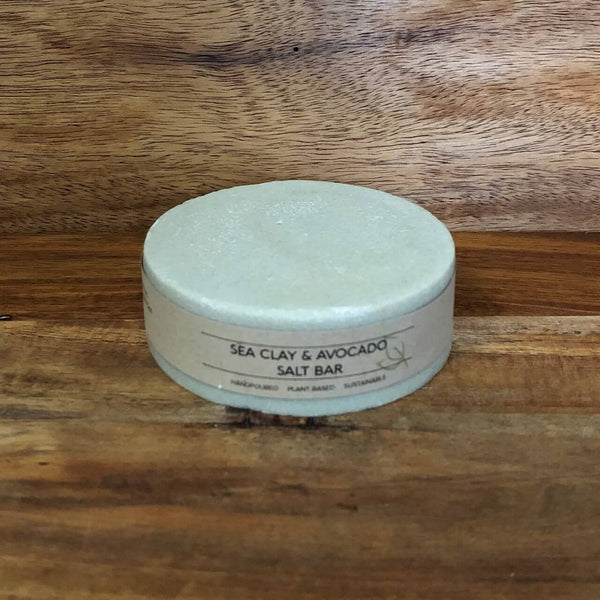 SEA CLAY & AVOCADO
SALT BAR
HANDPOURED PLANT BASED SUSTAINABLE